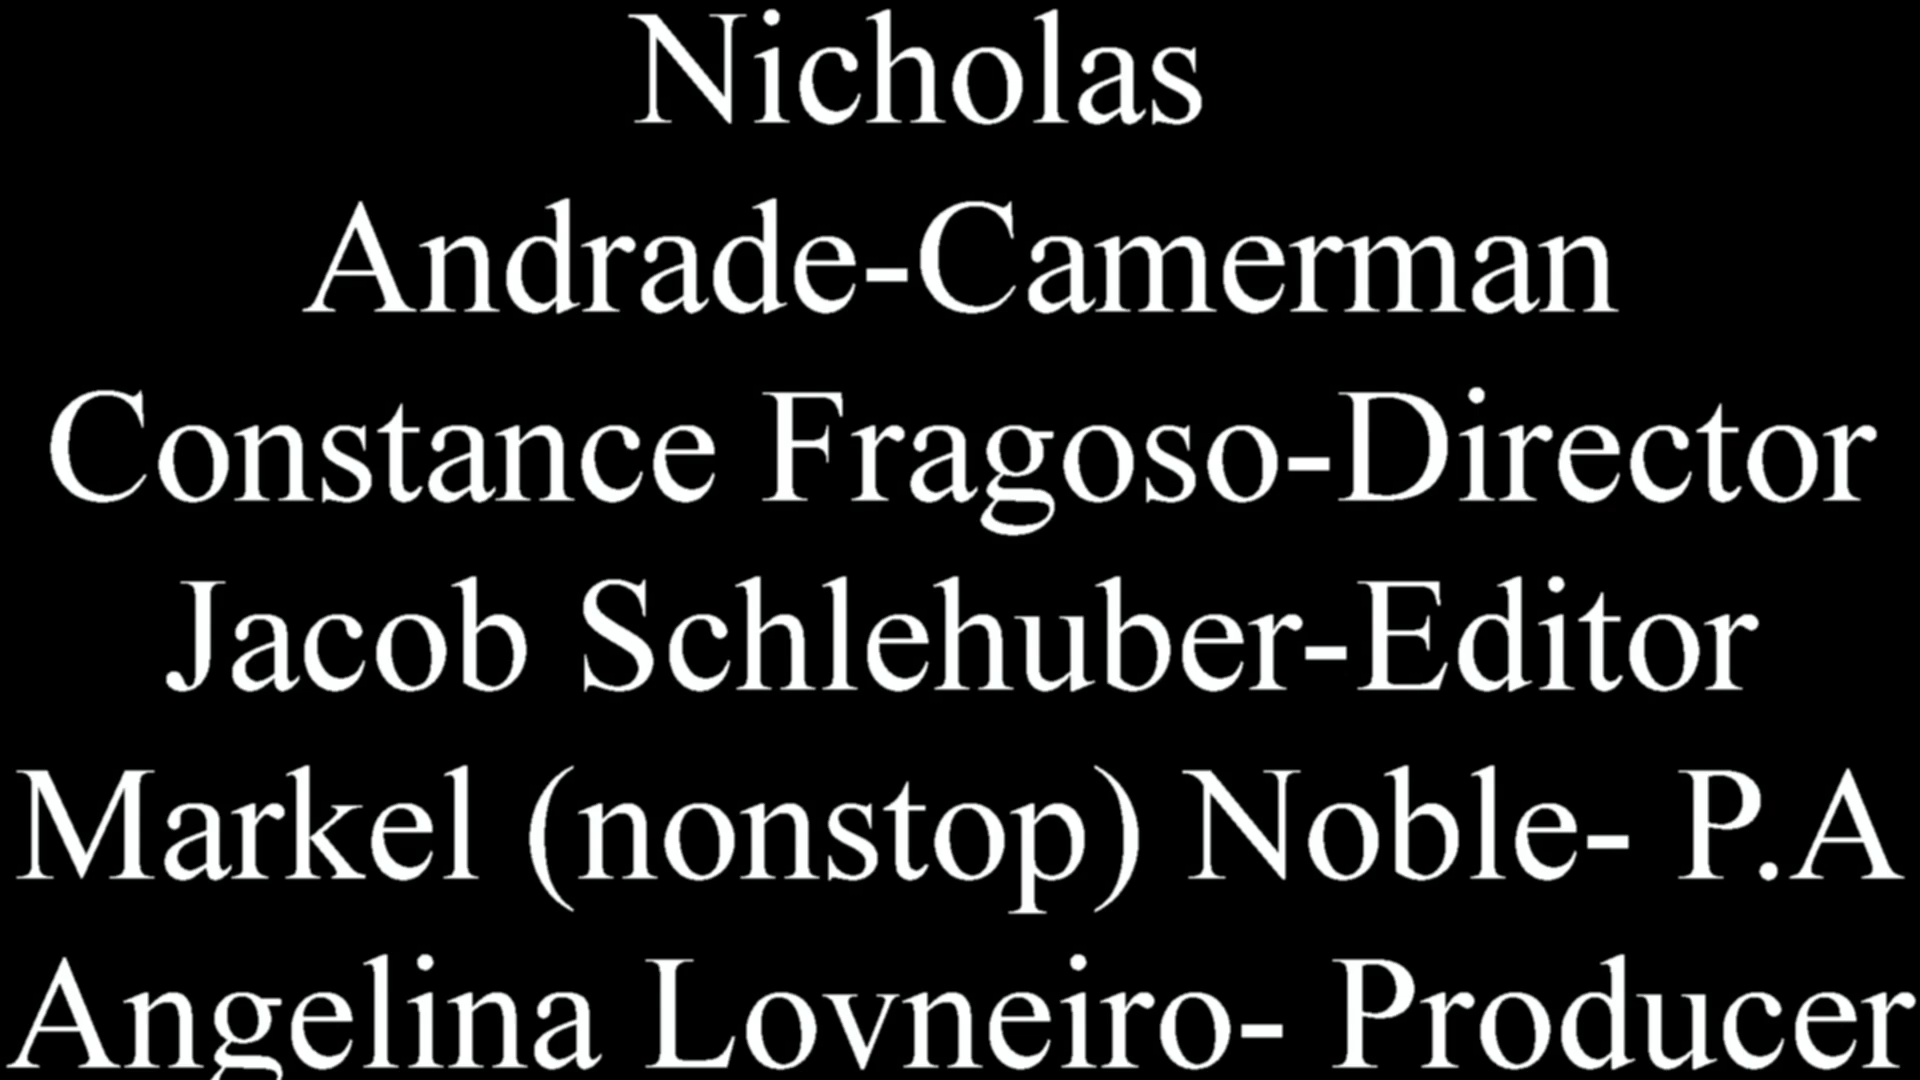 Nicholas
Andrade-Camerman
Constance Fragoso-Director
Jacob Schlehuber-Editor
Markel (nonstop) Noble- P.A
Angelina Lovneiro- Producer